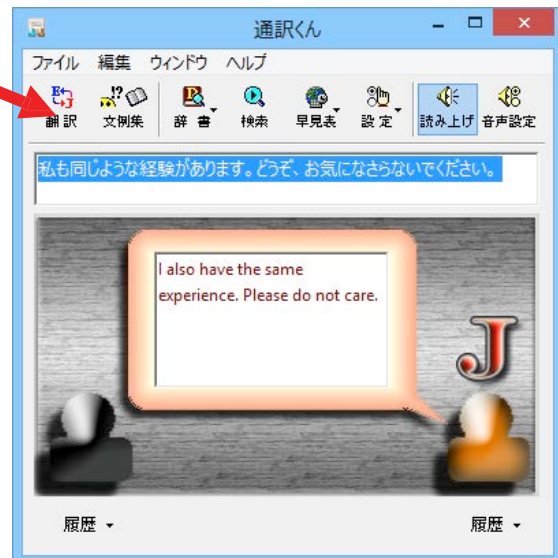 通訳くん
ファイル 編集 ウィンドウ ヘルプ
翻訳 文例集 辞書 検索 早見表 設定 読み上げ 音声設定
私も同じような経験があります。どうぞ、お気になさらないでください。
I also have the same
experience. Please do not care.
J
履歴 履歴